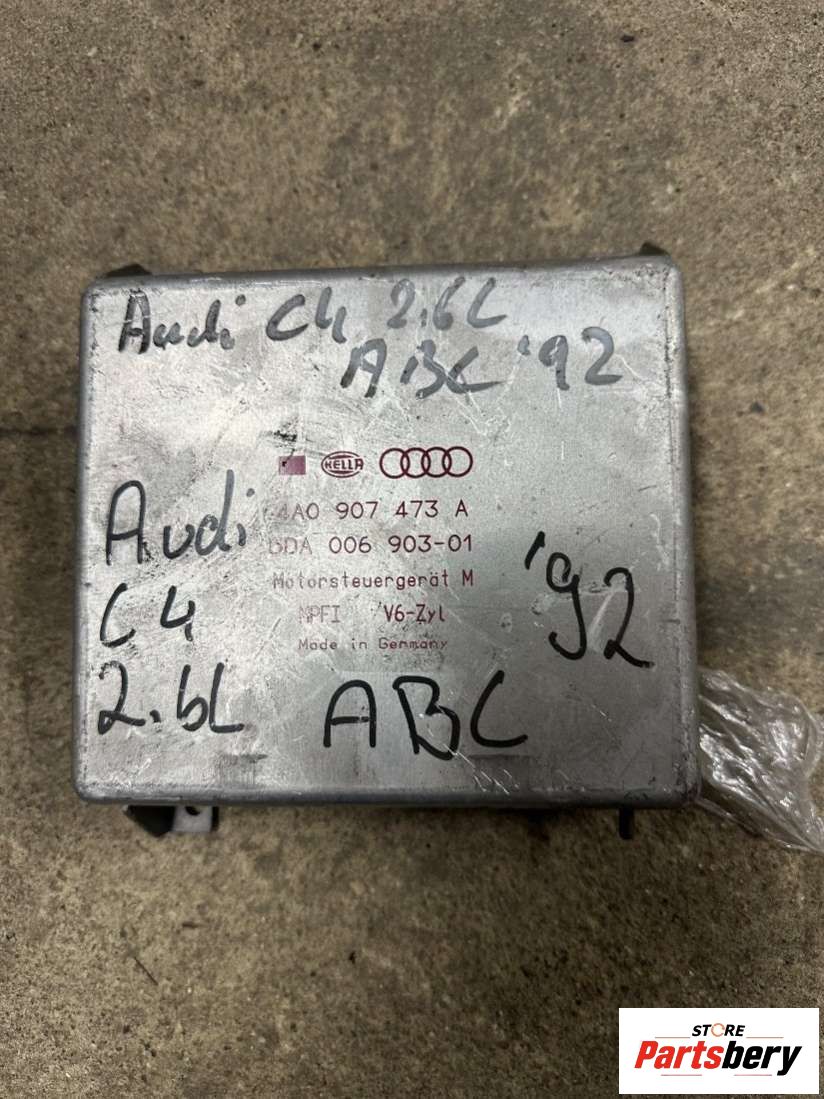 Audi C4 2.6L
ABC '92
HELLA
4A0 907 473 A
5DA 006 903-01
Motorsteuergerät M
MPFI V6-Zyl
Made in Germany
Audi
C4
2.6L
'92
ABC
STORE
Partsbery